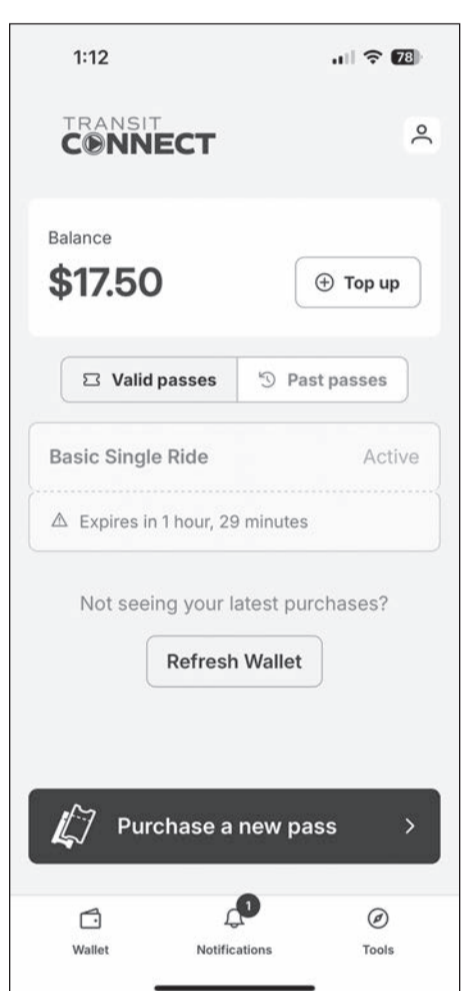 1:12
78
TRANSIT
CONNECT
Balance
$17.50
Top up
Valid passes
Past passes
Basic Single Ride
Active
Expires in 1 hour, 29 minutes
Not seeing your latest purchases?
Refresh Wallet
Purchase a new pass
1
Wallet
Notifications
Tools